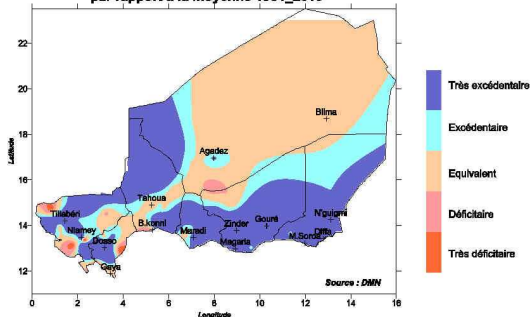 par rapport à la moyenne 1981_2010
22
20
18
16
14
12
Latitude
Bilma
Agadez
Tahoua
Tillabéri
B.konni
N'guigmi
Niamey
Maradi
Zinder
Gouré
Diffa
Dosso
Magaria
M.Soroa
Gaya
Source : DMN
0 2 4 6 8 10 12 14 16
Longitude
Très excédentaire
Excédentaire
Equivalent
Déficitaire
Très déficitaire